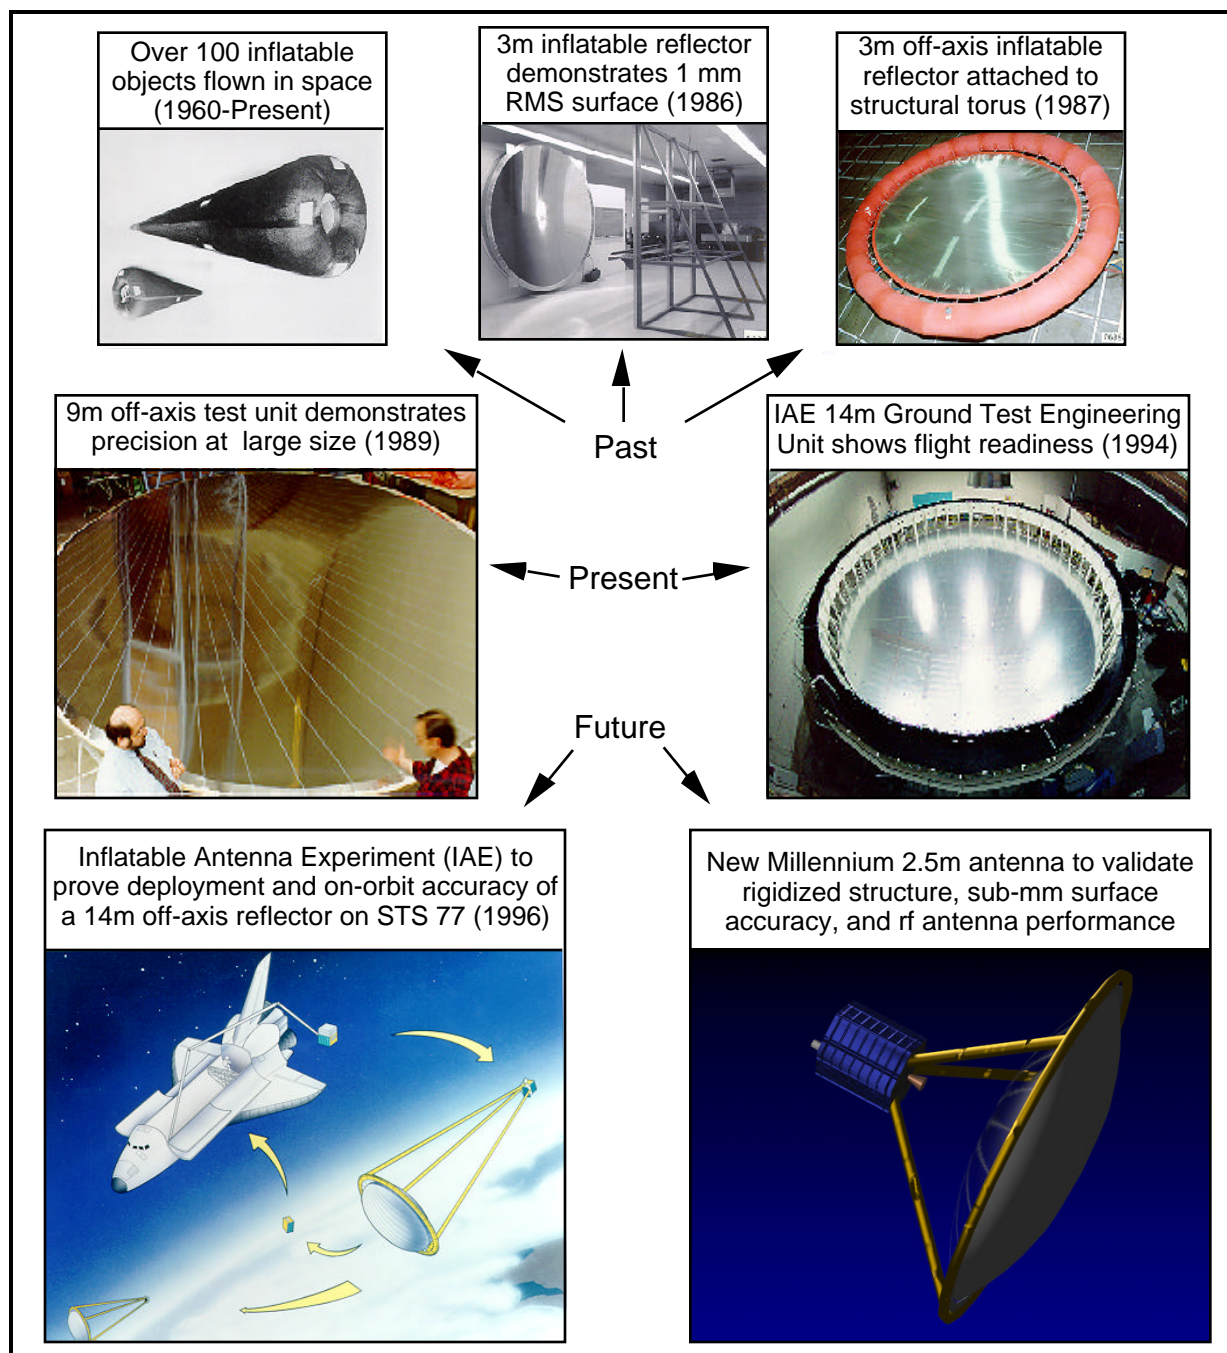 Over 100 inflatable
objects flown in space
(1960-Present)
3m inflatable reflector
demonstrates 1 mm
RMS surface (1986)
3m off-axis inflatable
reflector attached to
structural torus (1987)
Past
9m off-axis test unit demonstrates
precision at large size (1989)
IAE 14m Ground Test Engineering
Unit shows flight readiness (1994)
Present
Future
Inflatable Antenna Experiment (IAE) to
prove deployment and on-orbit accuracy of
a 14m off-axis reflector on STS 77 (1996)
New Millennium 2.5m antenna to validate
rigidized structure, sub-mm surface
accuracy, and rf antenna performance